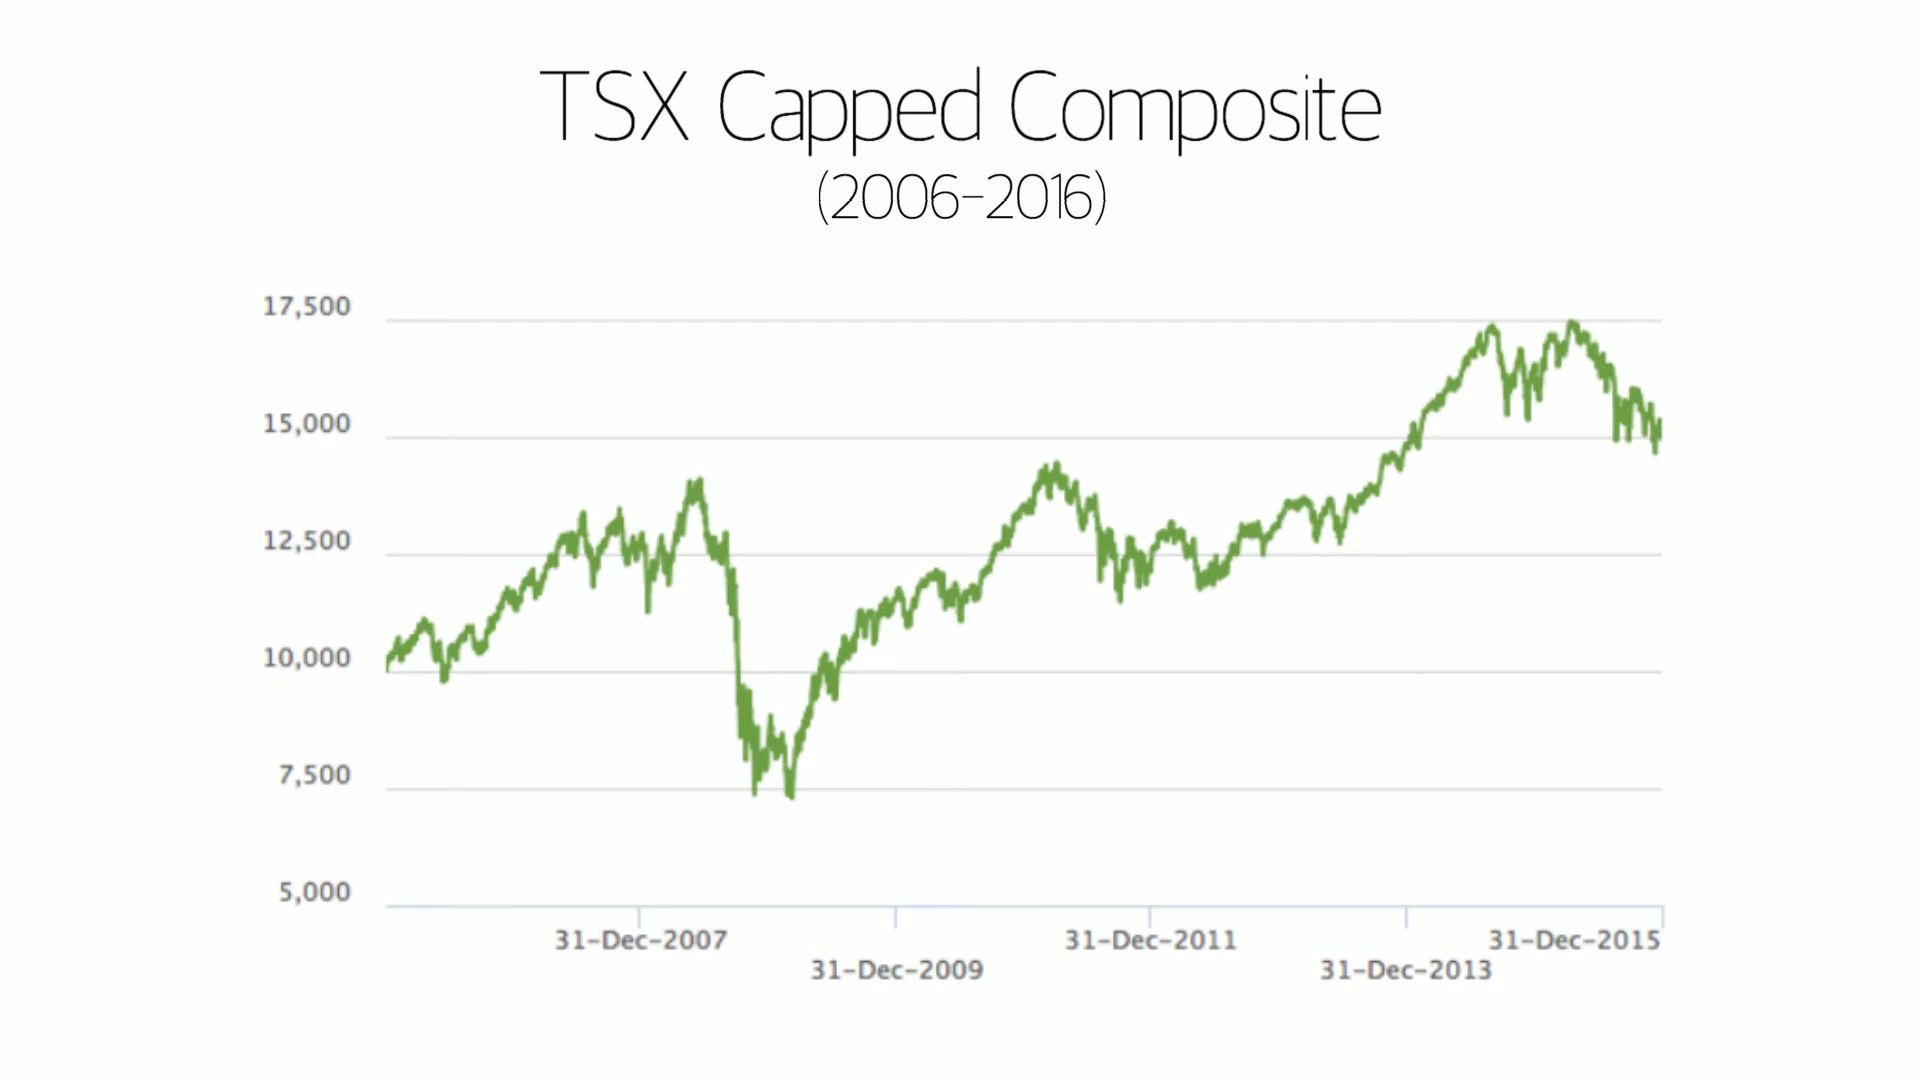 TSX Capped Composite
(2006-2016)
17,500
15,000
12,500
10,000
7,500
5,000
31-Dec-2007
31-Dec-2009
31-Dec-2011
31-Dec-2013
31-Dec-2015